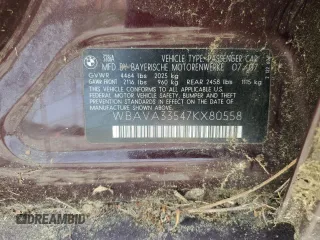 578A VEHICLE TYPE-PASSENGER CAR
MFD. BY-BAYERISCHE MOTORENWERKE 07/07
GVWR 4464 lbs 2025 kg
GAWR FRONT 2116 lbs 960 kg REAR 2458 lbs 1115 kg
THIS VEHICLE CONFORMS TO ALL APPLICABLE
FEDERAL MOTOR VEHICLE SAFETY,
BUMPER, AND THEFT PREVENTION
STANDARDS IN EFFECT ON THE DATE OF
MANUFACTURE SHOWN ABOVE.
WBAVA33547KX80558
DREAMBID